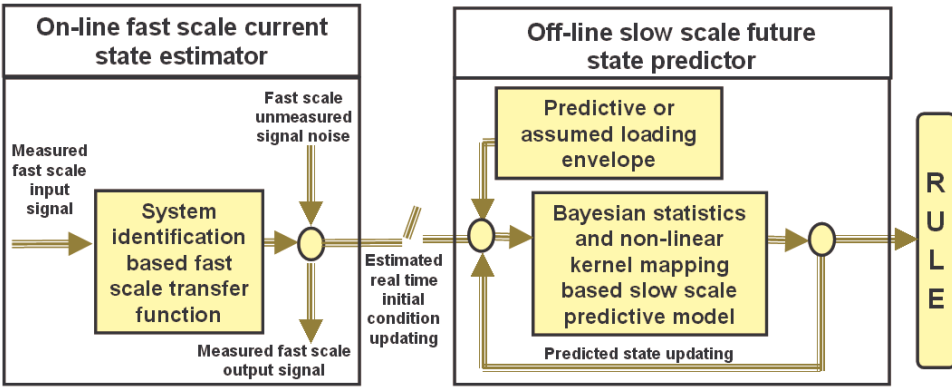 On-line fast scale current
state estimator
Fast scale
unmeasured
signal noise
Measured
fast scale
input
signal
System
identification
based fast
scale transfer
function
Measured fast scale
output signal
Estimated
real time
initial
condition
updating
Off-line slow scale future
state predictor
Predictive or
assumed loading
envelope
Bayesian statistics
and non-linear
kernel mapping
based slow scale
predictive model
Predicted state updating
R
U
L
E